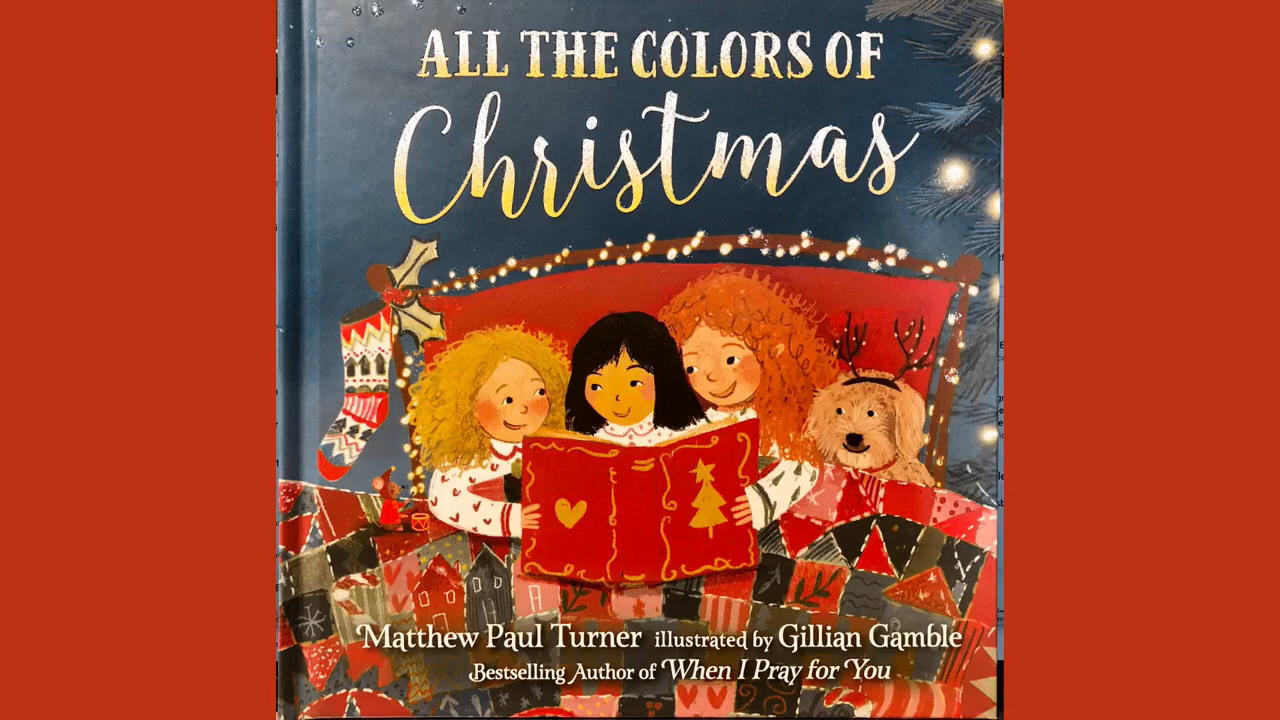 ALL THE COLORS OF
Christmas
Matthew Paul Turner illustrated by Gillian Gamble
Bestselling Author of When I Pray for You